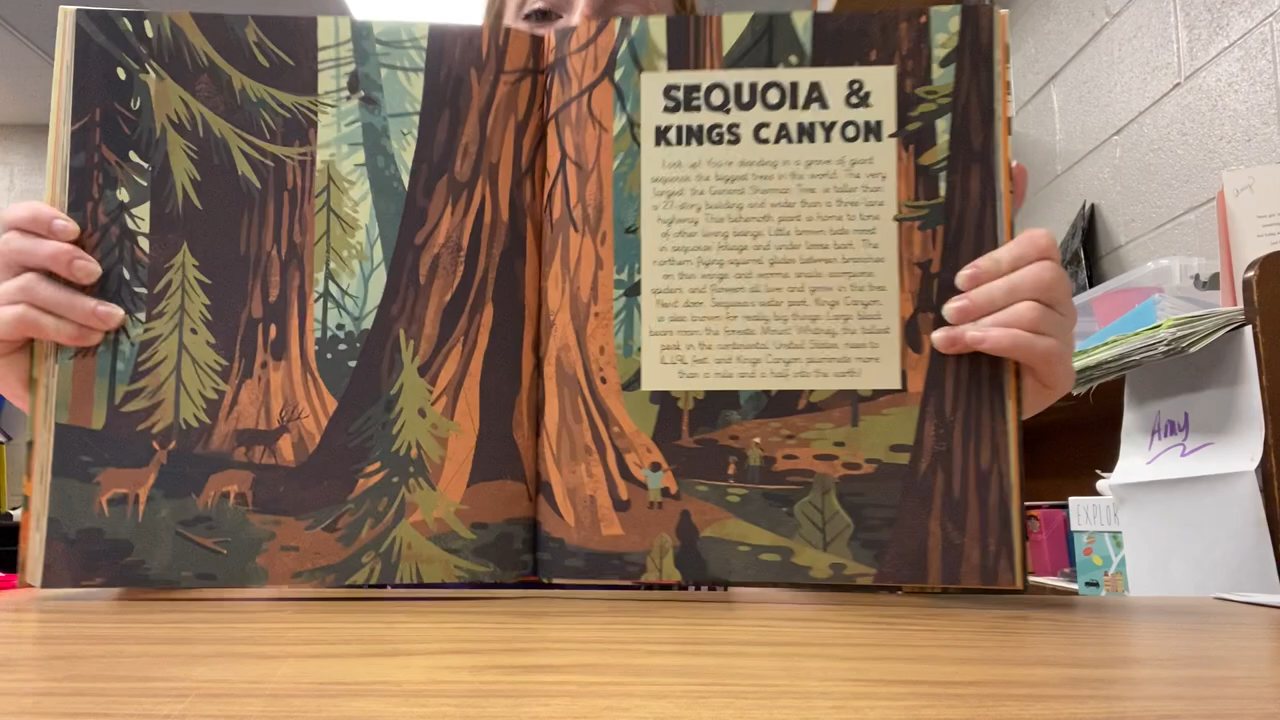 SEQUOIA &
KINGS CANYON
Look up! You're standing in a grove of giant
sequoias, the biggest trees in the world. The very
largest, the General Sherman Tree, is taller than
a 27-story building and wider than a three-lane
highway. This behemoth plant is home to tons
of other living beings. Little brown bats roost
in sequoia foliage and under loose bark. The
northern flying squirrel glides between branches
on thin wings, and worms, snails, scorpions,
spiders, and flowers all live and grow in this tree.
Next door, Sequoia's sister park, Kings Canyon,
is also known for really big things. Large black
bears roam the forests. Mount Whitney, the tallest
peak in the continental United States, rises to
feet, and Kings Canyon plummets more
than a mile and a half into the earth!
Amy
EXPLOR